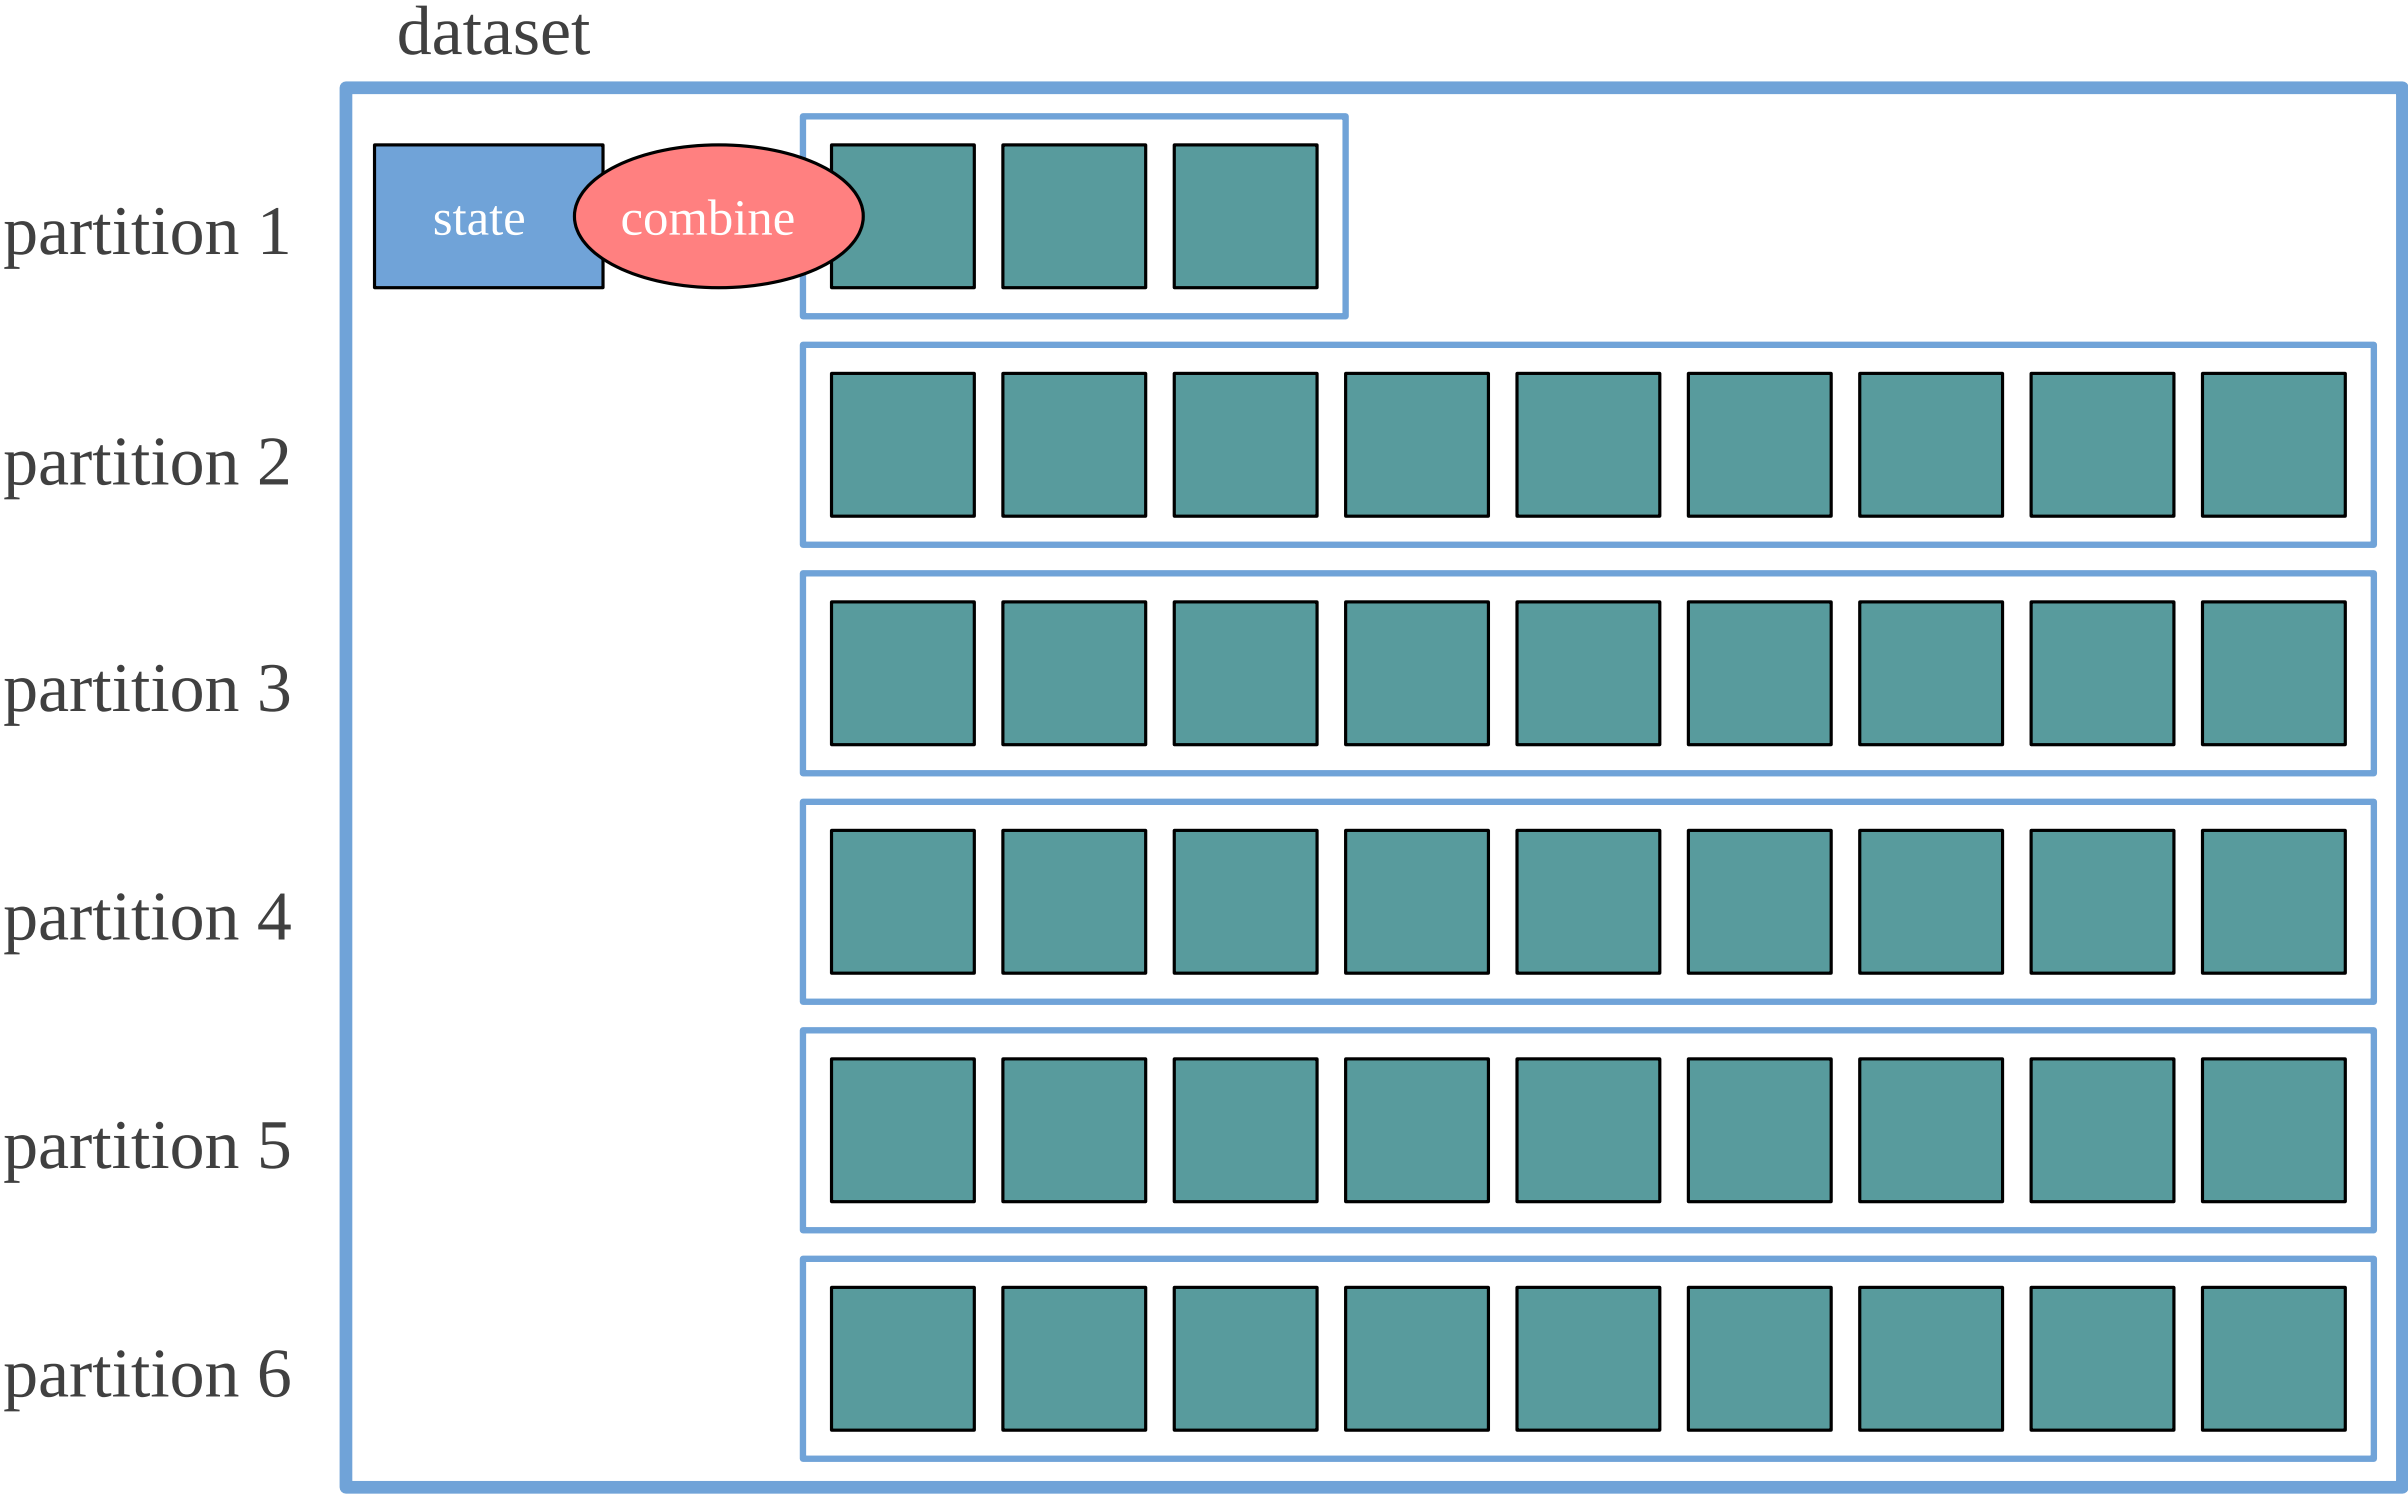 dataset
partition 1
state
combine
partition 2
partition 3
partition 4
partition 5
partition 6